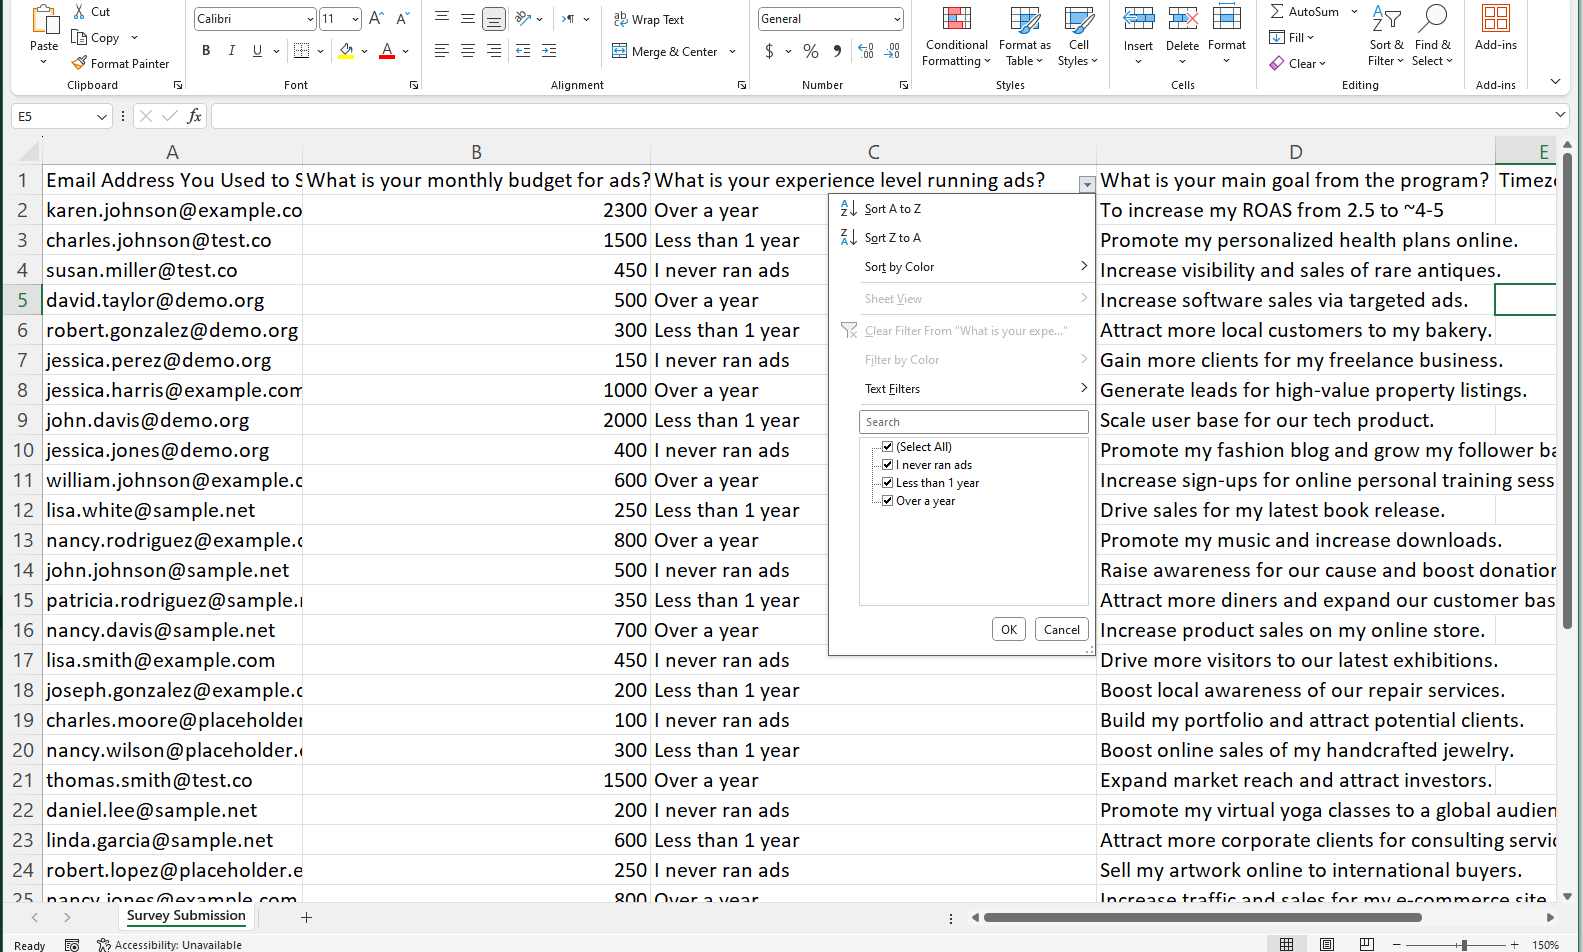 Cut
Copy
Format Painter
Paste
Clipboard
Calibri
11
A
A
B
I
U
A
Font
ab Wrap Text
Merge & Center
Alignment
General
$
%
Number
Conditional Formatting
Format as Table
Cell Styles
Styles
Insert
Delete
Format
Cells
AutoSum
Fill
Clear
Sort & Filter
Find & Select
Editing
Add-ins
Add-ins
E5
fx
A B C D E
1 Email Address You Used to S What is your monthly budget for ads? What is your experience level running ads? What is your main goal from the program? Timez
2 karen.johnson@example.co 2300 Over a year To increase my ROAS from 2.5 to ~4-5
3 charles.johnson@test.co 1500 Less than 1 year Promote my personalized health plans online.
4 susan.miller@test.co 450 I never ran ads Increase visibility and sales of rare antiques.
5 david.taylor@demo.org 500 Over a year Increase software sales via targeted ads.
6 robert.gonzalez@demo.org 300 Less than 1 year Attract more local customers to my bakery.
7 jessica.perez@demo.org 150 I never ran ads Gain more clients for my freelance business.
8 jessica.harris@example.com 1000 Over a year Generate leads for high-value property listings.
9 john.davis@demo.org 2000 Less than 1 year Scale user base for our tech product.
10 jessica.jones@demo.org 400 I never ran ads Promote my fashion blog and grow my follower ba
11 william.johnson@example.c 600 Over a year Increase sign-ups for online personal training sess
12 lisa.white@sample.net 250 Less than 1 year Drive sales for my latest book release.
13 nancy.rodriguez@example.c 800 Over a year Promote my music and increase downloads.
14 john.johnson@sample.net 500 I never ran ads Raise awareness for our cause and boost donation
15 patricia.rodriguez@sample. 350 Less than 1 year Attract more diners and expand our customer bas
16 nancy.davis@sample.net 700 Over a year Increase product sales on my online store.
17 lisa.smith@example.com 450 I never ran ads Drive more visitors to our latest exhibitions.
18 joseph.gonzalez@example.c 200 Less than 1 year Boost local awareness of our repair services.
19 charles.moore@placeholder 100 I never ran ads Build my portfolio and attract potential clients.
20 nancy.wilson@placeholder. 300 Less than 1 year Boost online sales of my handcrafted jewelry.
21 thomas.smith@test.co 1500 Over a year Expand market reach and attract investors.
22 daniel.lee@sample.net 200 I never ran ads Promote my virtual yoga classes to a global audien
23 linda.garcia@sample.net 600 Less than 1 year Attract more corporate clients for consulting servic
24 robert.lopez@placeholder.e 250 I never ran ads Sell my artwork online to international buyers.
25 nancy.jones@example.com 800 Over a year Increase traffic and sales for my e-commerce site
Sort A to Z
Sort Z to A
Sort by Color
Sheet View
Clear Filter From "What is your expe..."
Filter by Color
Text Filters
Search
(Select All)
I never ran ads
Less than 1 year
Over a year
OK Cancel
Survey Submission
Ready
Accessibility: Unavailable
150%